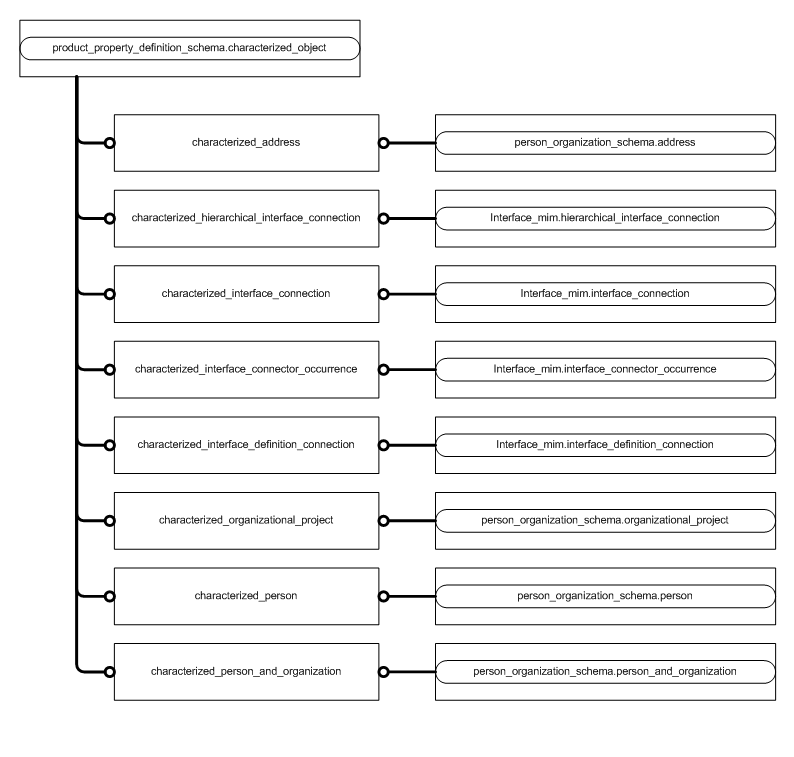 product_property_definition_schema.characterized_object
characterized_address
person_organization_schema.address
characterized_hierarchical_interface_connection
Interface_mim.hierarchical_interface_connection
characterized_interface_connection
Interface_mim.interface_connection
characterized_interface_connector_occurrence
Interface_mim.interface_connector_occurrence
characterized_interface_definition_connection
Interface_mim.interface_definition_connection
characterized_organizational_project
person_organization_schema.organizational_project
characterized_person
person_organization_schema.person
characterized_person_and_organization
person_organization_schema.person_and_organization